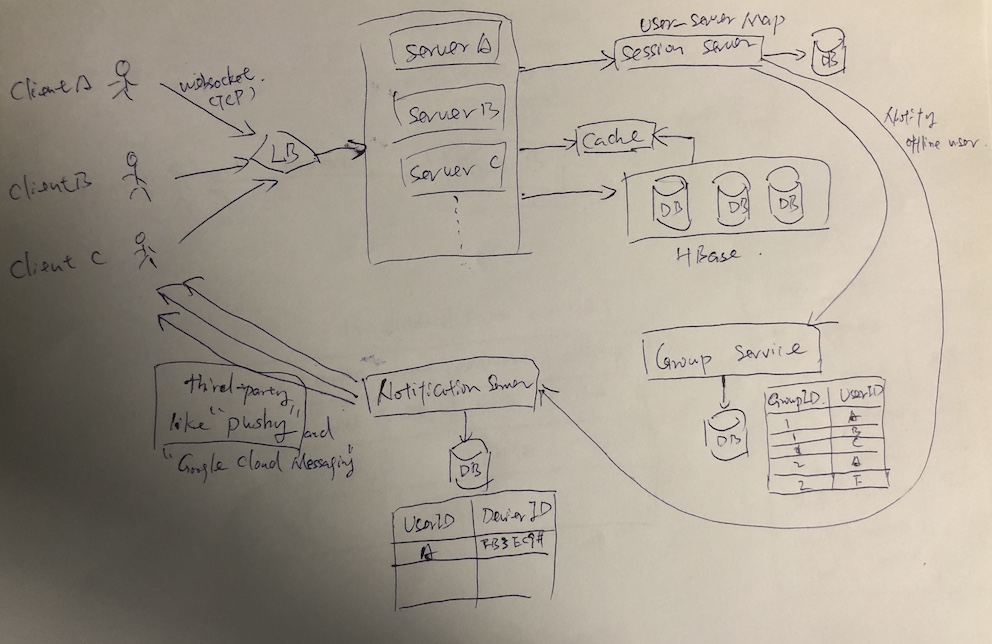 Client A
websocket
(TCP)
Client B
Client C
LB
server A
server B
server C
User-server Map
session server
DB
Notify
offline user
Cache
DB
DB
DB
HBase
Group service
DB
GroupID UserID
1 A
1 B
1 C
2 A
2 F
Notification Server
DB
UserID
A
third-party
like "pushy" and
"Google Cloud Messaging"